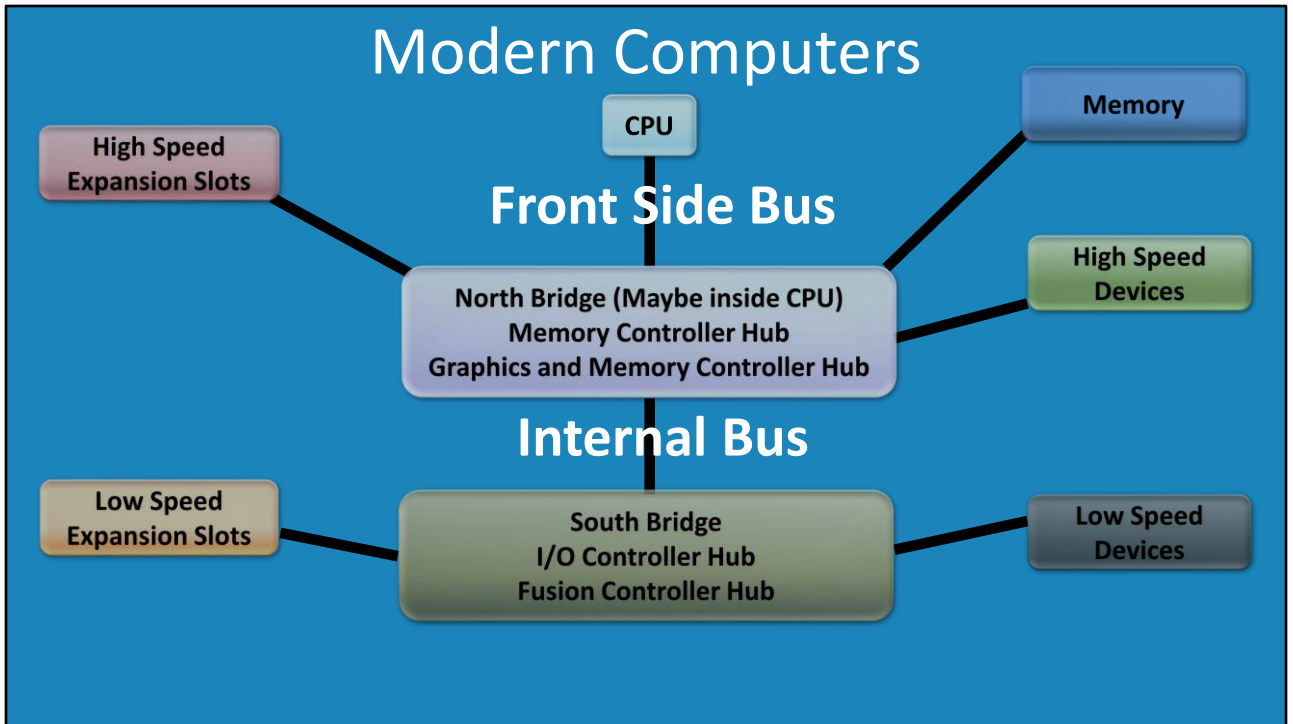 Modern Computers
CPU
Memory
High Speed
Expansion Slots
Front Side Bus
High Speed
Devices
North Bridge (Maybe inside CPU)
Memory Controller Hub
Graphics and Memory Controller Hub
Internal Bus
Low Speed
Expansion Slots
South Bridge
I/O Controller Hub
Fusion Controller Hub
Low Speed
Devices